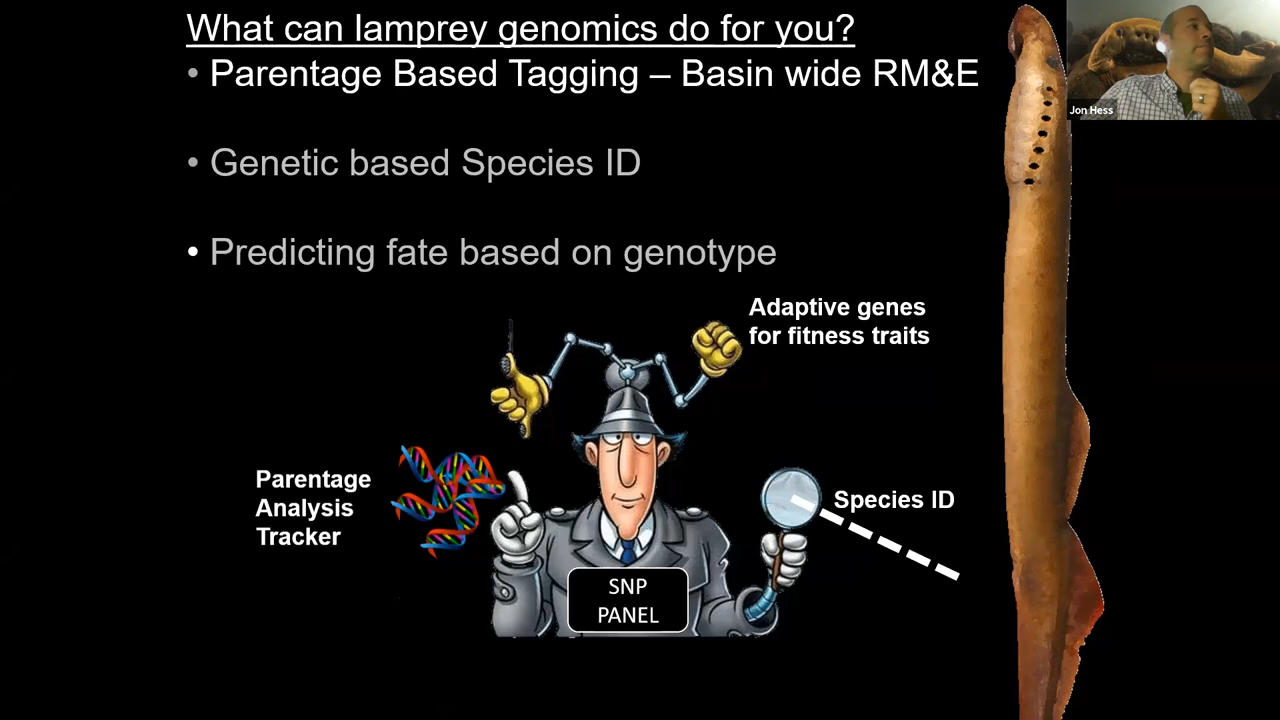 What can lamprey genomics do for you?
• Parentage Based Tagging – Basin wide RM&E
Jon Hess
• Genetic based Species ID
• Predicting fate based on genotype
Adaptive genes
for fitness traits
Parentage
Analysis
Tracker
Species ID
SNP
PANEL